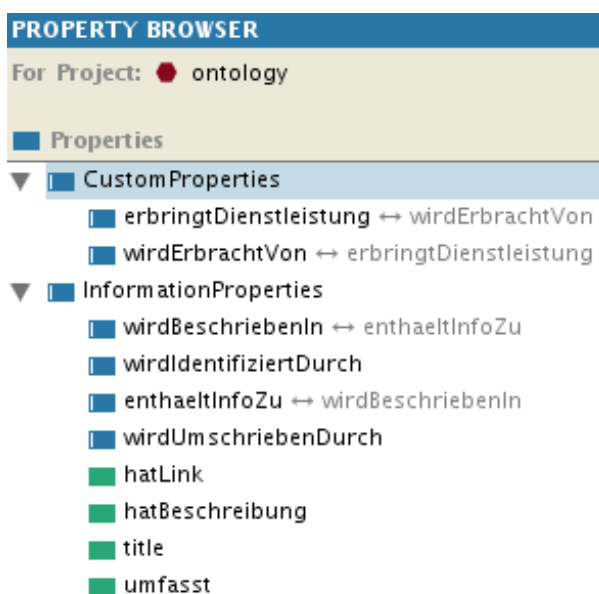 PROPERTY BROWSER
For Project: ontology
Properties
CustomProperties
erbringtDienstleistung ↔ wirdErbrachtVon
wirdErbrachtVon ↔ erbringtDienstleistung
InformationProperties
wirdBeschriebenIn ↔ enthaeltInfoZu
wirdIdentifiziertDurch
enthaeltInfoZu ↔ wirdBeschriebenIn
wirdUmschriebenDurch
hatLink
hatBeschreibung
title
umfasst